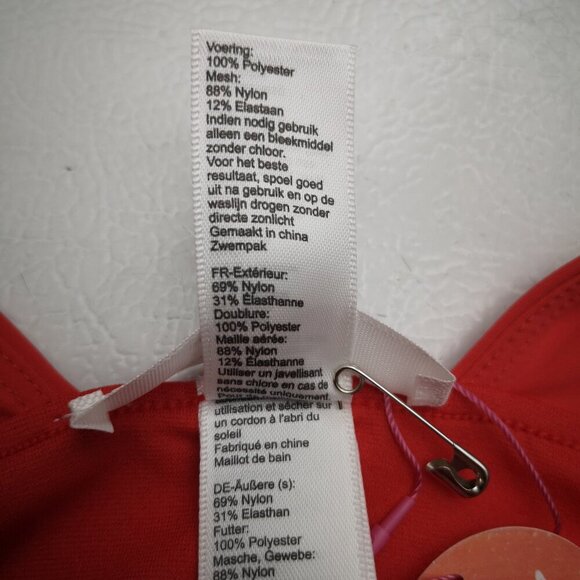 Voering:
100% Polyester
Mesh:
88% Nylon
12% Elastaan
Indien nodig gebruik
alleen een bleekmiddel
zonder chloor.
Voor het beste
resultaat, spoel goed
uit na gebruik en op de
waslijn drogen zonder
directe zonlicht
Gemaakt in china
Zwempak
FR-Extérieur:
69% Nylon
31% Élasthanne
Doublure:
100% Polyester
Maille aérée:
88% Nylon
12% Élasthanne
Utiliser un javellisant
sans chlore en cas de
nécessité uniquement.
utilisation et sécher sur
un cordon à l'abri du
soleil
Fabriqué en chine
Maillot de bain
DE-Äußere (s):
69% Nylon
31% Elasthan
Futter:
100% Polyester
Masche, Gewebe:
88% Nylon